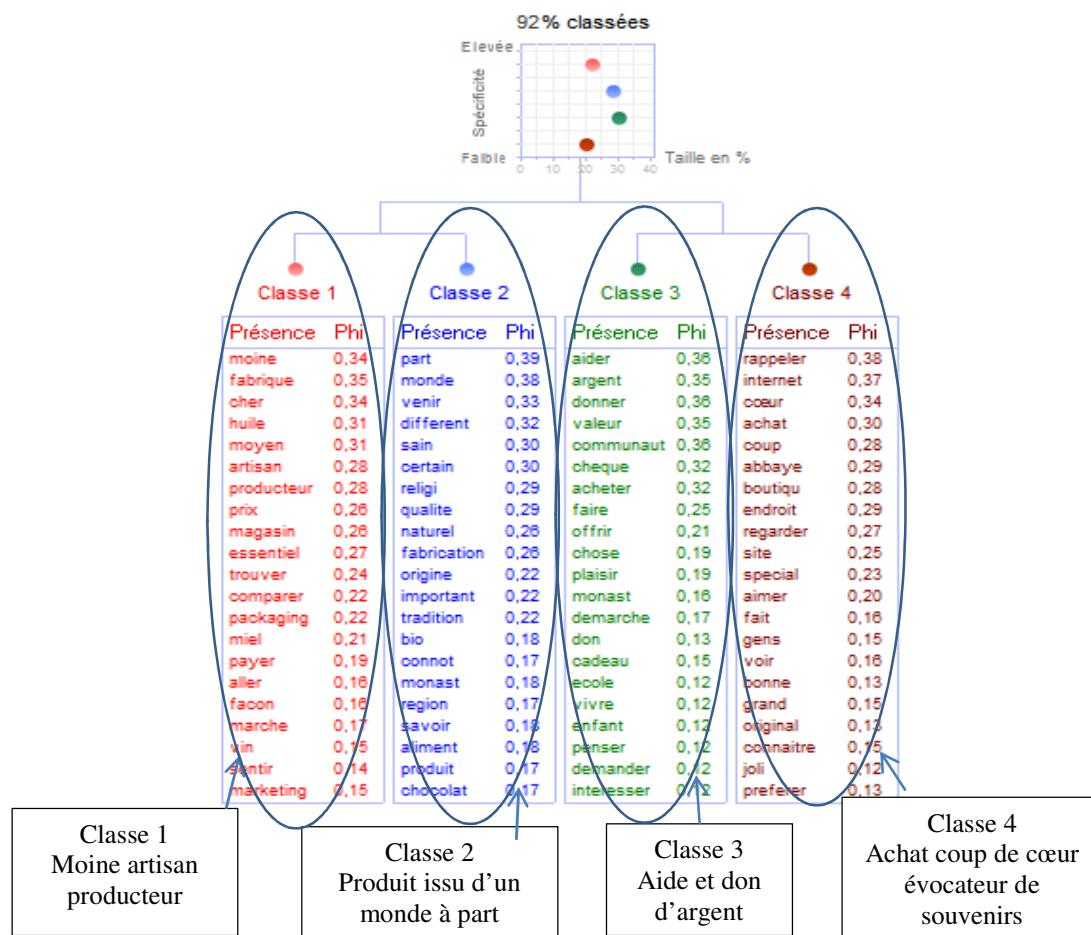 92% classées
Elevée
Spécificité
Faible
0 10 20 30 40
Taille en %
Classe 1 Classe 2 Classe 3 Classe 4
Présence Phi Présence Phi Présence Phi Présence Phi
moine 0,34 part 0,39 aider 0,36 rappeler 0,38
fabrique 0,35 monde 0,38 argent 0,35 internet 0,37
cher 0,34 venir 0,33 donner 0,36 cœur 0,34
huile 0,31 different 0,32 valeur 0,35 achat 0,30
moyen 0,31 sain 0,30 communaut 0,36 coup 0,28
artisan 0,28 certain 0,30 cheque 0,32 abbaye 0,29
producteur 0,28 religi 0,29 acheter 0,32 boutiqu 0,28
prix 0,26 qualite 0,29 faire 0,25 endroit 0,29
magasin 0,26 naturel 0,26 offrir 0,21 regarder 0,27
essentiel 0,27 fabrication 0,26 chose 0,19 site 0,25
trouver 0,24 origine 0,22 plaisir 0,19 special 0,23
comparer 0,22 important 0,22 monast 0,16 aimer 0,20
packaging 0,22 tradition 0,22 demarche 0,17 fait 0,16
miel 0,21 bio 0,18 don 0,13 gens 0,15
payer 0,19 connot 0,17 cadeau 0,15 voir 0,16
aller 0,16 monast 0,18 ecole 0,12 bonne 0,13
facon 0,16 region 0,17 vivre 0,12 grand 0,15
marche 0,17 savoir 0,18 enfant 0,12 original 0,13
vin 0,15 aliment 0,18 penser 0,12 connaitre 0,15
sentir 0,14 produit 0,17 demander 0,12 joli 0,12
marketing 0,15 chocolat 0,17 interesser 0,12 preferer 0,13
Classe 1
Moine artisan
producteur
Classe 2
Produit issu d'un
monde à part
Classe 3
Aide et don
d'argent
Classe 4
Achat coup de cœur
évocateur de
souvenirs